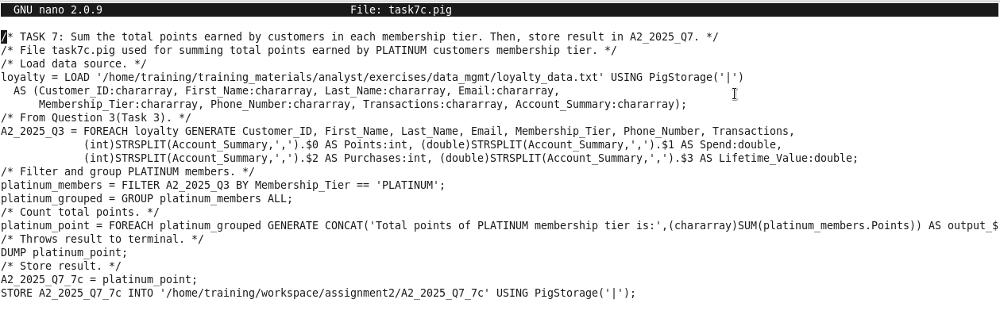 GNU nano 2.0.9 File: task7c.pig
/* TASK 7: Sum the total points earned by customers in each membership tier. Then, store result in A2_2025_Q7. */
/* File task7c.pig used for summing total points earned by PLATINUM customers membership tier. */
/* Load data source. */
loyalty = LOAD '/home/training/training_materials/analyst/exercises/data_mgmt/loyalty_data.txt' USING PigStorage('|')
  AS (Customer_ID:chararray, First_Name:chararray, Last_Name:chararray, Email:chararray,
      Membership_Tier:chararray, Phone_Number:chararray, Transactions:chararray, Account_Summary:chararray);
/* From Question 3(Task 3). */
A2_2025_Q3 = FOREACH loyalty GENERATE Customer_ID, First_Name, Last_Name, Email, Membership_Tier, Phone_Number, Transactions,
             (int)STRSPLIT(Account_Summary,',').$0 AS Points:int, (double)STRSPLIT(Account_Summary,',').$1 AS Spend:double,
             (int)STRSPLIT(Account_Summary,',').$2 AS Purchases:int, (double)STRSPLIT(Account_Summary,',').$3 AS Lifetime_Value:double;
/* Filter and group PLATINUM members. */
platinum_members = FILTER A2_2025_Q3 BY Membership_Tier == 'PLATINUM';
platinum_grouped = GROUP platinum_members ALL;
/* Count total points. */
platinum_point = FOREACH platinum_grouped GENERATE CONCAT('Total points of PLATINUM membership tier is:',(chararray)SUM(platinum_members.Points)) AS output_$
/* Throws result to terminal. */
DUMP platinum_point;
/* Store result. */
A2_2025_Q7_7c = platinum_point;
STORE A2_2025_Q7_7c INTO '/home/training/workspace/assignment2/A2_2025_Q7_7c' USING PigStorage('|');